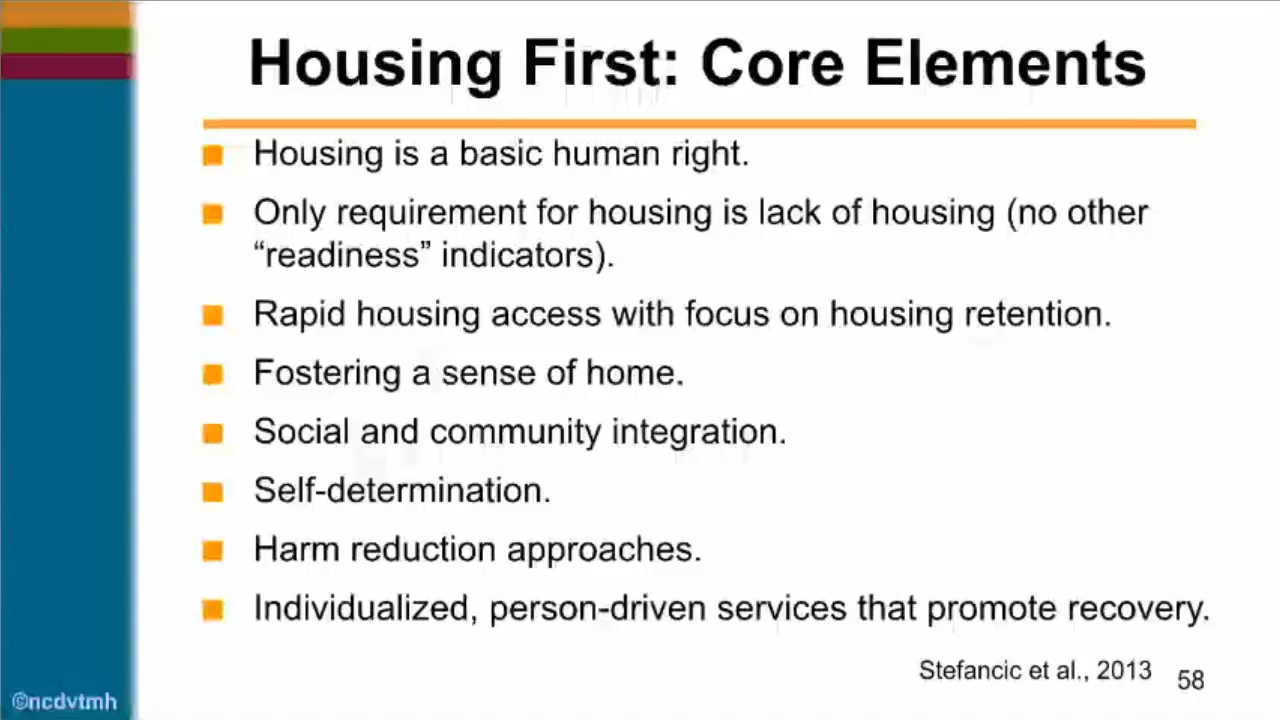 Housing First: Core Elements
Housing is a basic human right.
Only requirement for housing is lack of housing (no other
“readiness” indicators).
Rapid housing access with focus on housing retention.
Fostering a sense of home.
Social and community integration.
Self-determination.
Harm reduction approaches.
Individualized, person-driven services that promote recovery.
Stefancic et al., 2013
58
©ncdvtmh